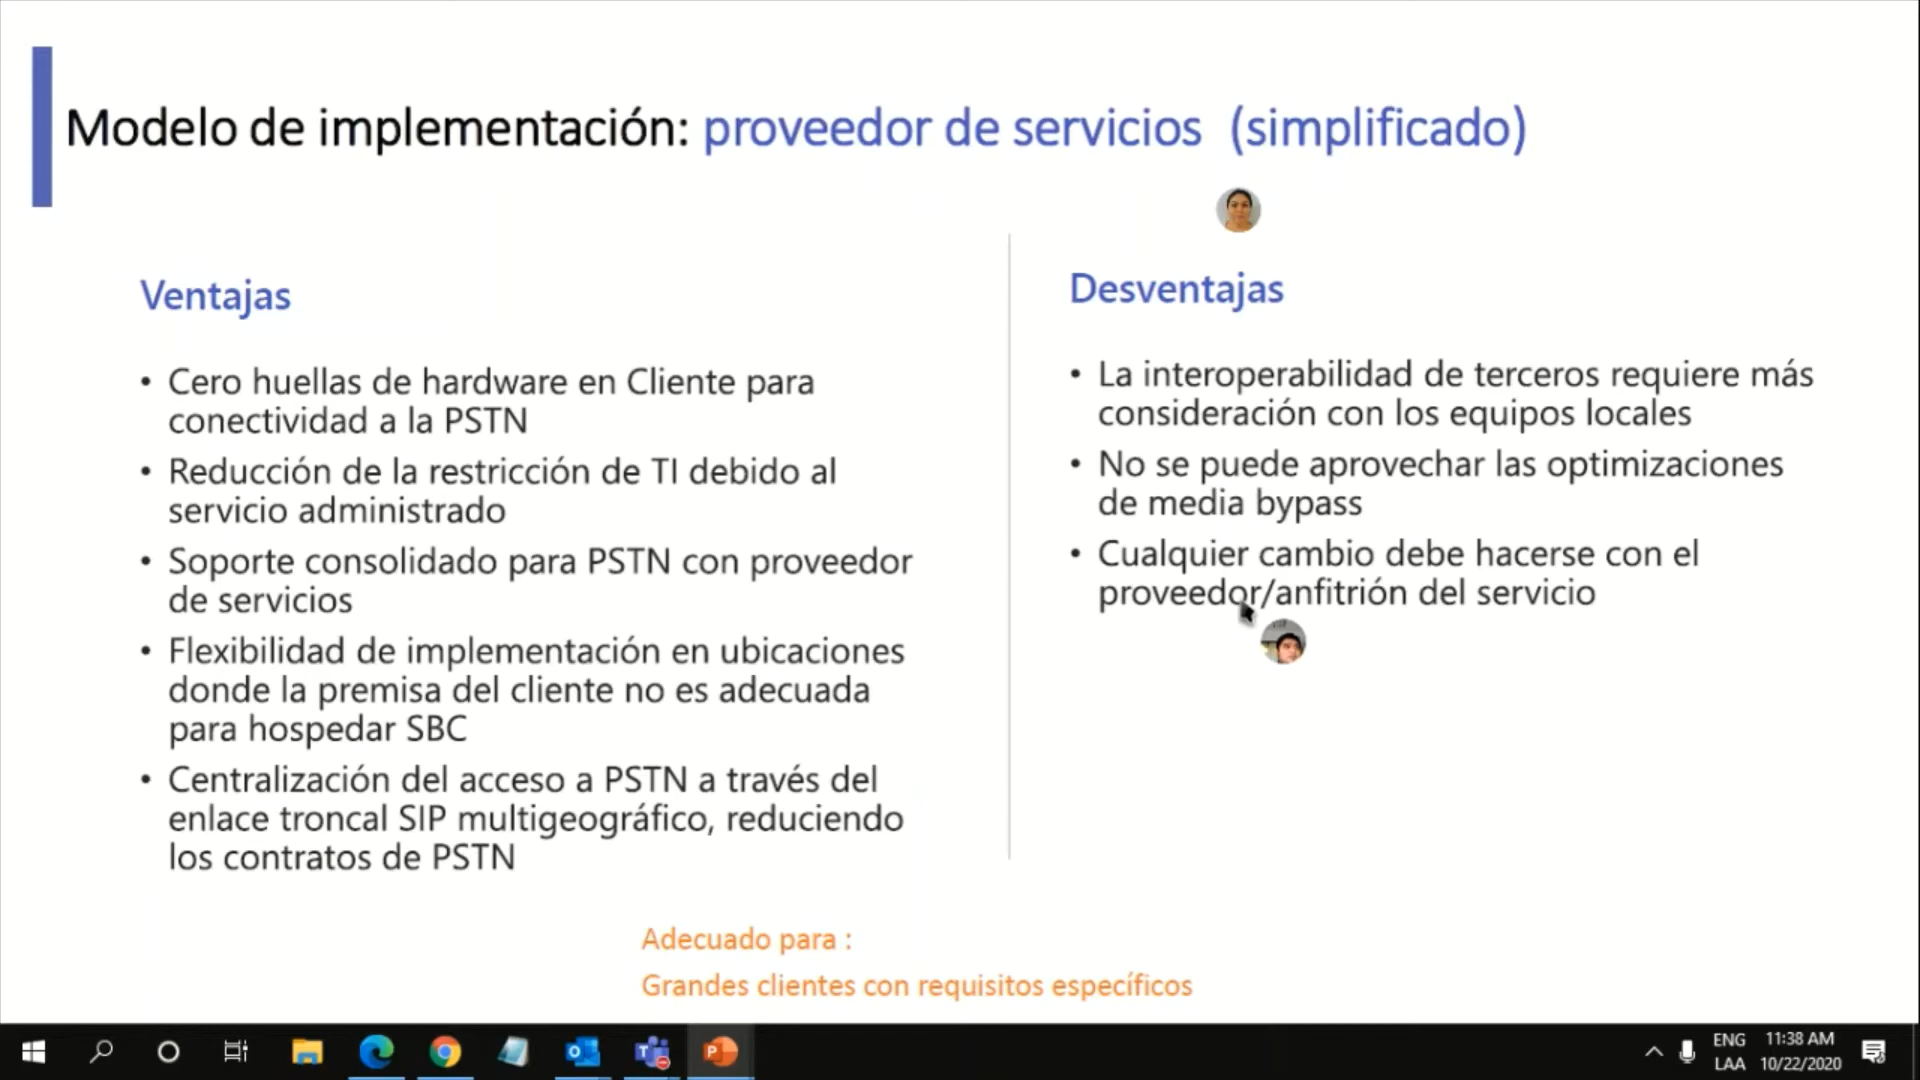 Modelo de implementación: proveedor de servicios (simplificado)
Ventajas
• Cero huellas de hardware en Cliente para
conectividad a la PSTN
• Reducción de la restricción de TI debido al
servicio administrado
• Soporte consolidado para PSTN con proveedor
de servicios
• Flexibilidad de implementación en ubicaciones
donde la premisa del cliente no es adecuada
para hospedar SBC
• Centralización del acceso a PSTN a través del
enlace troncal SIP multigeográfico, reduciendo
los contratos de PSTN
Desventajas
• La interoperabilidad de terceros requiere más
consideración con los equipos locales
• No se puede aprovechar las optimizaciones
de media bypass
• Cualquier cambio debe hacerse con el
proveedor/anfitrión del servicio
Adecuado para :
Grandes clientes con requisitos específicos
ENG
LAA
11:38 AM
10/22/2020